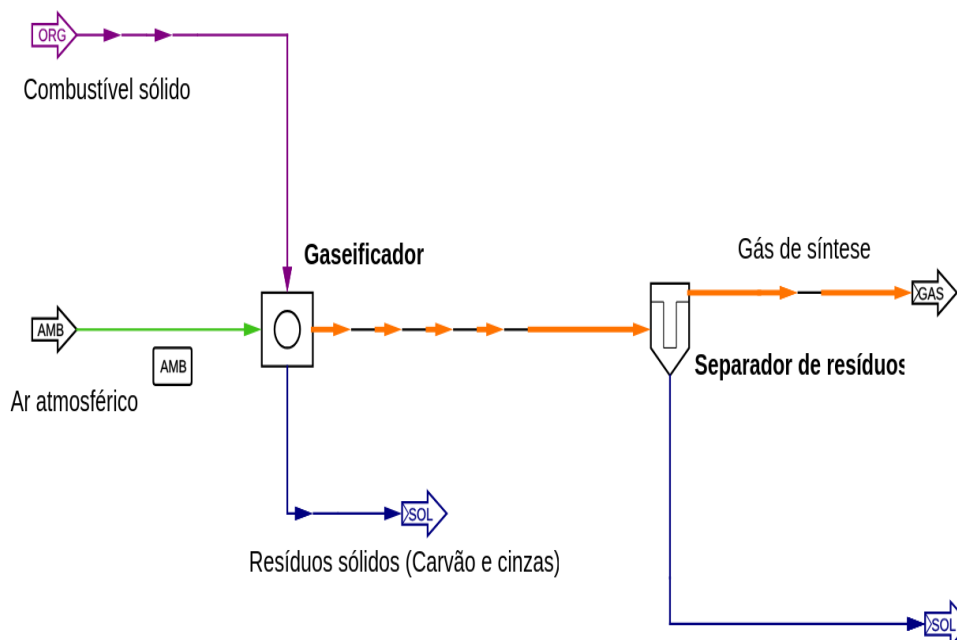 ORG
Combustível sólido
Gás de síntese
Gaseificador
GAS
AMB
AMB
Separador de resíduos
Ar atmosférico
SOL
Resíduos sólidos (Carvão e cinzas)
SOL